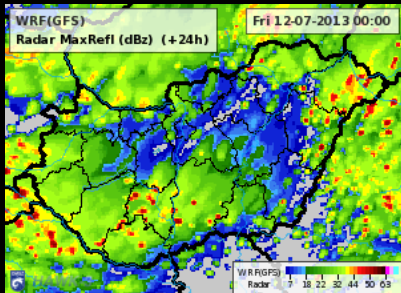 WRF(GFS)
Radar MaxRefl (dBz) (+24h)
Fri 12-07-2013 00:00
WRF(GFS)
Radar 7 18 22 32 44 50 63